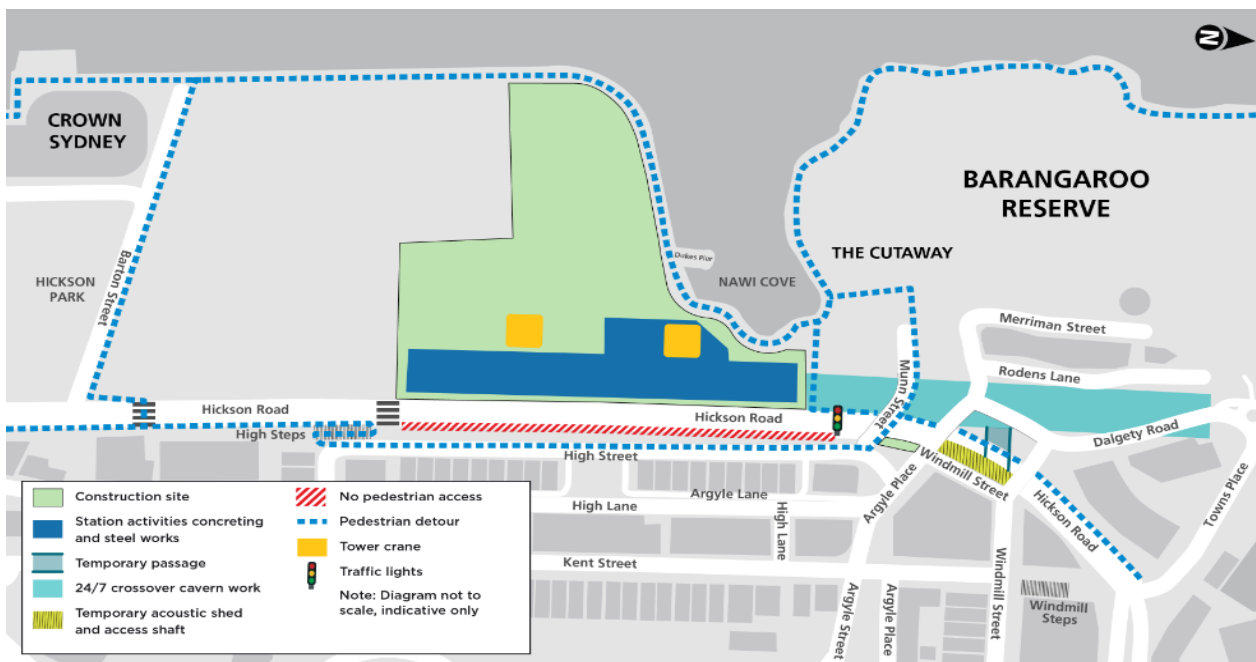 N
CROWN
SYDNEY
BARANGAROO
RESERVE
THE CUTAWAY
Dukes Pier
NAWI COVE
HICKSON
PARK
Barton Street
Merriman Street
Rodens Lane
Munn Street
Hickson Road
Hickson Road
High Steps
High Street
Dalgety Road
Windmill Street
Argyle Place
Argyle Lane
High Lane
High Lane
Hickson Road
Towns Place
Kent Street
Argyle Street
Argyle Place
Windmill Street
Windmill
Steps
Construction site
Station activities concreting
and steel works
Temporary passage
24/7 crossover cavern work
Temporary acoustic shed
and access shaft
No pedestrian access
Pedestrian detour
Tower crane
Traffic lights
Note: Diagram not to
scale, indicative only